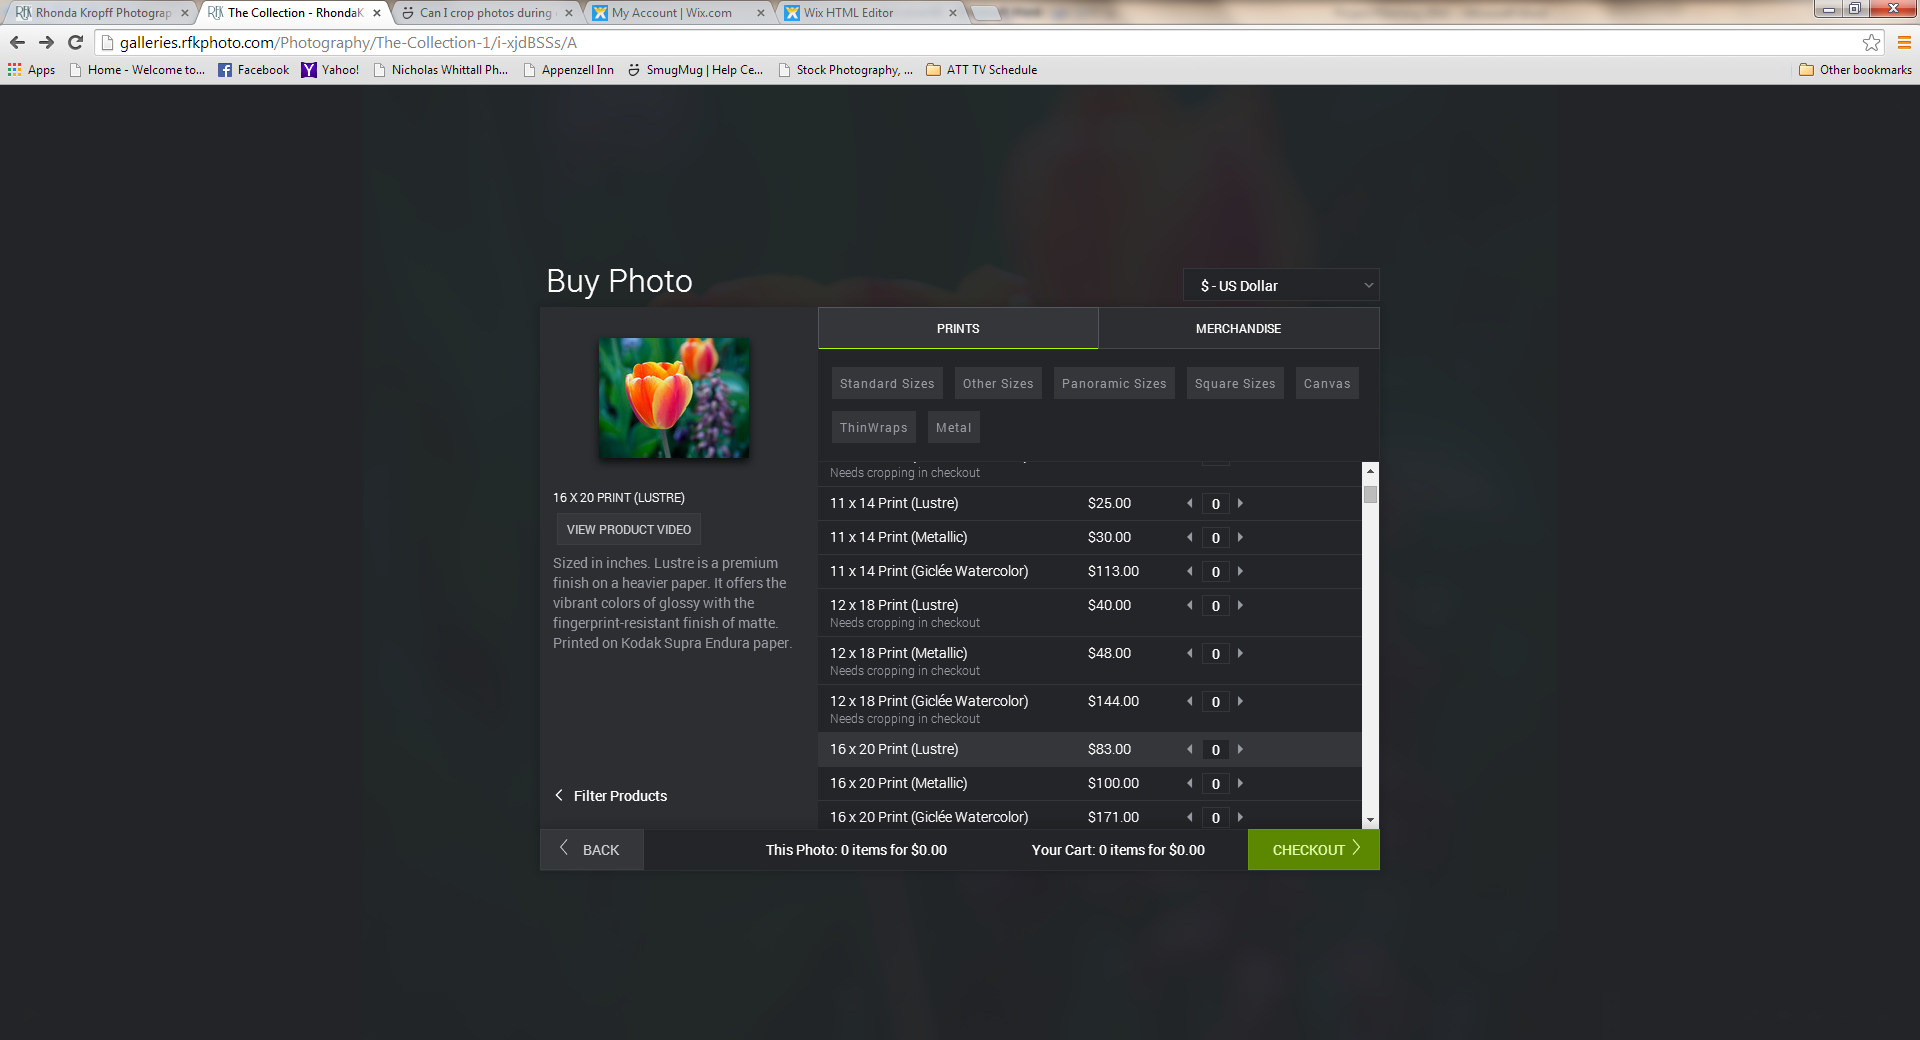 Rhonda Kropff Photograp
The Collection - RhondaK
Can I crop photos during
My Account | Wix.com
Wix HTML Editor
galleries.rfkphoto.com/Photography/The-Collection-1/i-xjdBSSs/A
Apps
Home - Welcome to...
Facebook
Yahoo!
Nicholas Whittall Ph...
Appenzell Inn
SmugMug | Help Ce...
Stock Photography, ...
ATT TV Schedule
Other bookmarks
Buy Photo
$ - US Dollar
PRINTS
MERCHANDISE
Standard Sizes
Other Sizes
Panoramic Sizes
Square Sizes
Canvas
ThinWraps
Metal
16 X 20 PRINT (LUSTRE)
VIEW PRODUCT VIDEO
Sized in inches. Lustre is a premium
finish on a heavier paper. It offers the
vibrant colors of glossy with the
fingerprint-resistant finish of matte.
Printed on Kodak Supra Endura paper.
Filter Products
Needs cropping in checkout
11 x 14 Print (Lustre) $25.00 0
11 x 14 Print (Metallic) $30.00 0
11 x 14 Print (Giclée Watercolor) $113.00 0
12 x 18 Print (Lustre) $40.00 0
Needs cropping in checkout
12 x 18 Print (Metallic) $48.00 0
Needs cropping in checkout
12 x 18 Print (Giclée Watercolor) $144.00 0
Needs cropping in checkout
16 x 20 Print (Lustre) $83.00 0
16 x 20 Print (Metallic) $100.00 0
16 x 20 Print (Giclée Watercolor) $171.00 0
BACK
This Photo: 0 items for $0.00
Your Cart: 0 items for $0.00
CHECKOUT